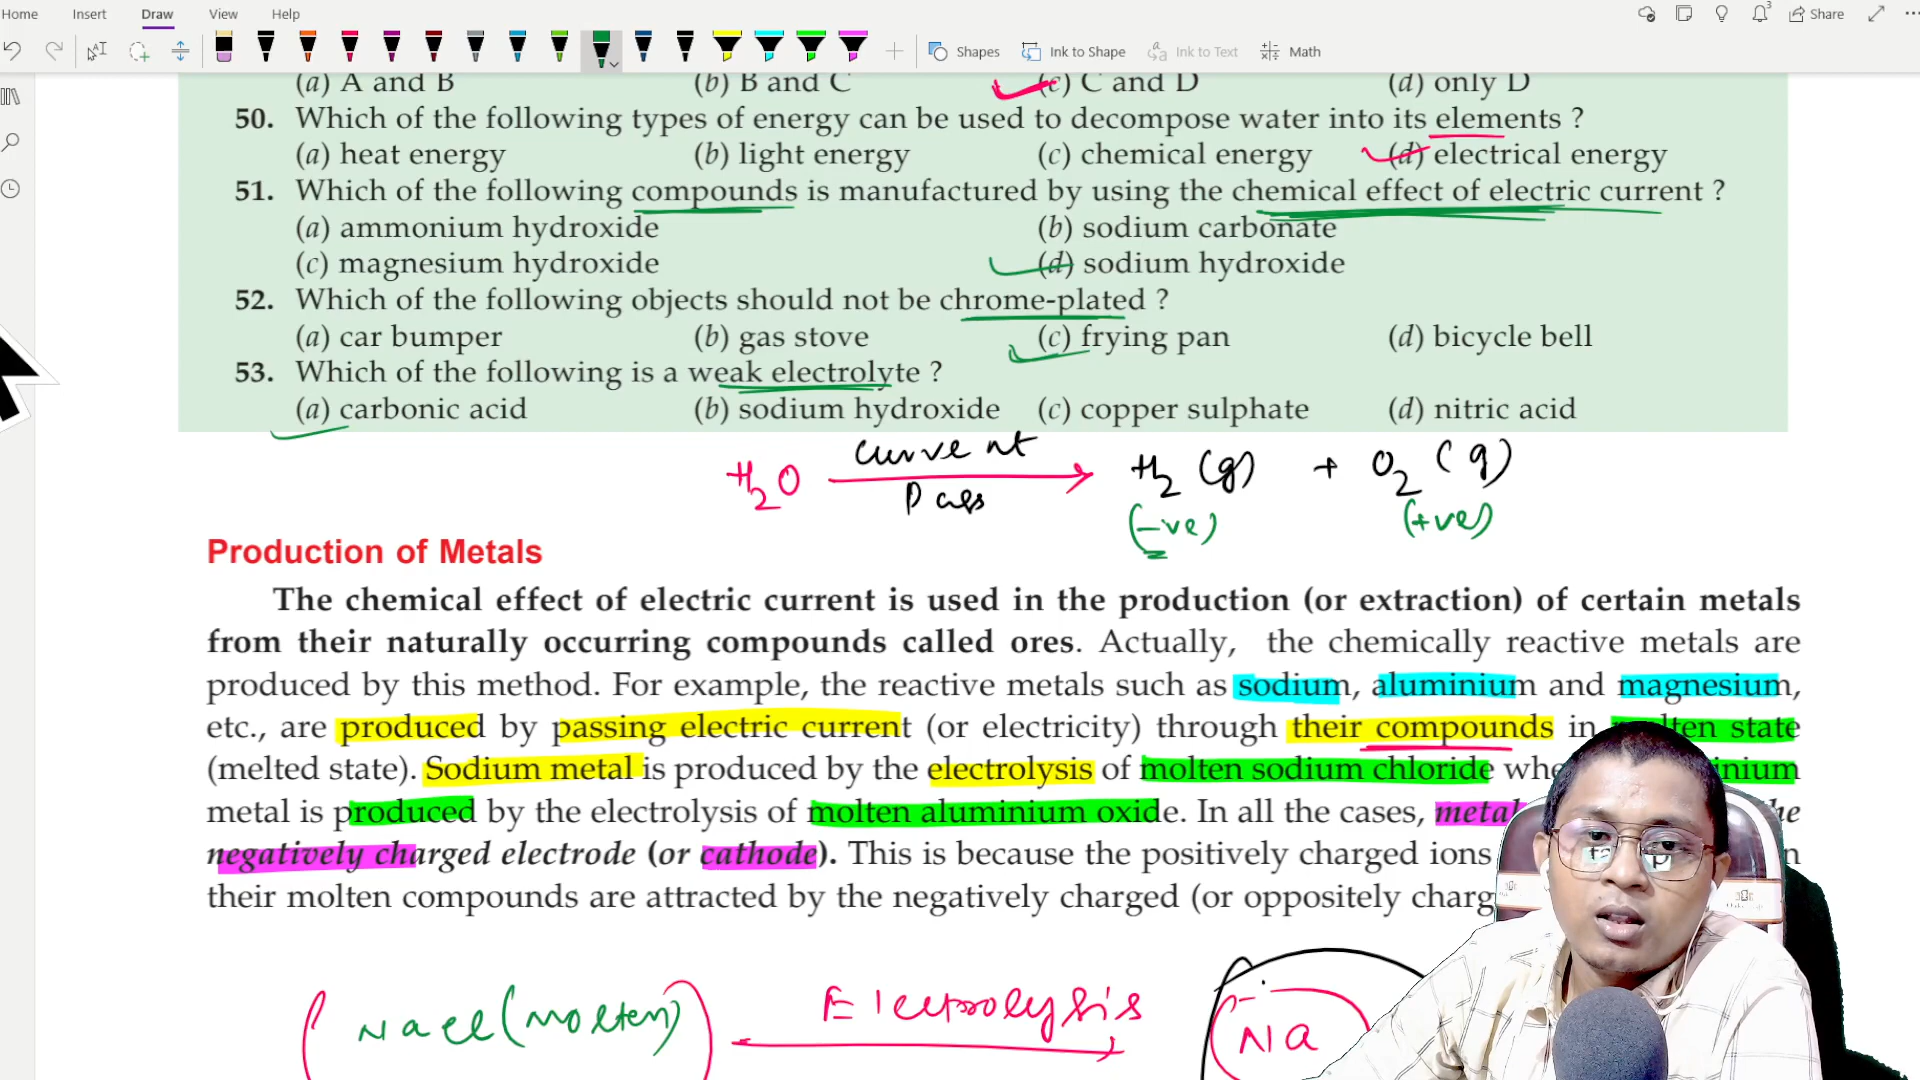 Home Insert Draw View Help Share
Shapes Ink to Shape Ink to Text Math
(a) A and B (b) B and C (c) C and D (d) only D
50. Which of the following types of energy can be used to decompose water into its elements ?
(a) heat energy (b) light energy (c) chemical energy (d) electrical energy
51. Which of the following compounds is manufactured by using the chemical effect of electric current ?
(a) ammonium hydroxide (b) sodium carbonate
(c) magnesium hydroxide (d) sodium hydroxide
52. Which of the following objects should not be chrome-plated ?
(a) car bumper (b) gas stove (c) frying pan (d) bicycle bell
53. Which of the following is a weak electrolyte ?
(a) carbonic acid (b) sodium hydroxide (c) copper sulphate (d) nitric acid
H2O current Pass H2 (g) + O2 (g)
(-ve) (+ve)
Production of Metals
The chemical effect of electric current is used in the production (or extraction) of certain metals
from their naturally occurring compounds called ores. Actually, the chemically reactive metals are
produced by this method. For example, the reactive metals such as sodium, aluminium and magnesium,
etc., are produced by passing electric current (or electricity) through their compounds in state
(melted state). Sodium metal is produced by the electrolysis of molten sodium chloride
metal is produced by the electrolysis of molten aluminium oxide. In all the cases, metal
negatively charged electrode (or cathode). This is because the positively charged ions
their molten compounds are attracted by the negatively charged (or oppositely
NaCl (Molten) Electrolysis Na